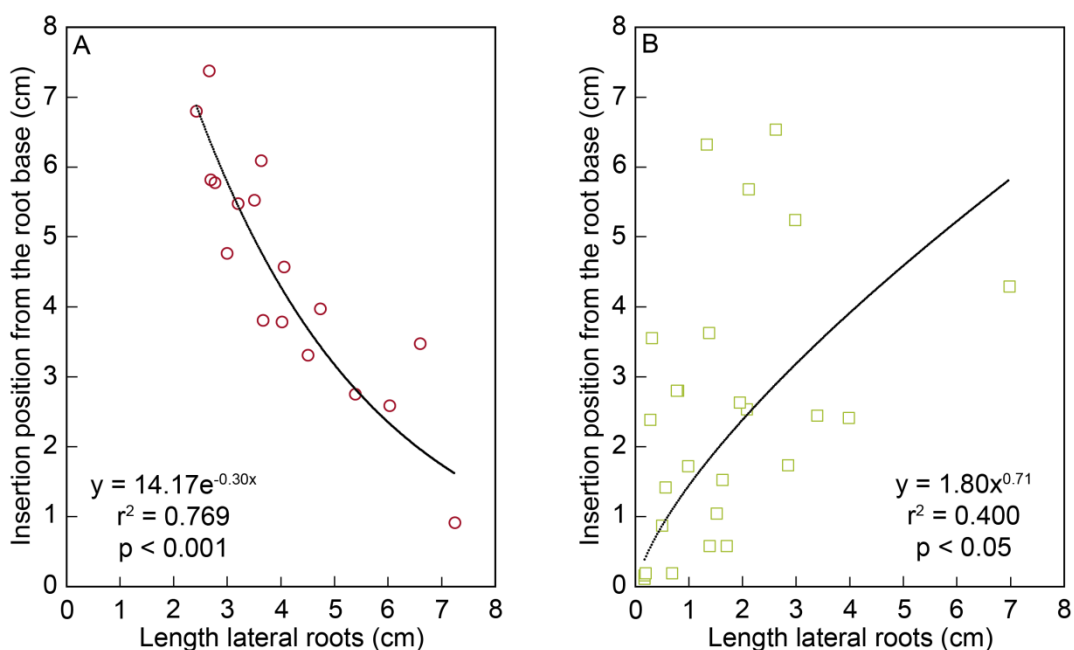 A
Insertion position from the root base (cm)
8
7
6
5
4
3
2
1
0
y = 14.17e^-0.30x
r² = 0.769
p < 0.001
0 1 2 3 4 5 6 7 8
Length lateral roots (cm)
B
Insertion position from the root base (cm)
8
7
6
5
4
3
2
1
0
y = 1.80x^0.71
r² = 0.400
p < 0.05
0 1 2 3 4 5 6 7 8
Length lateral roots (cm)